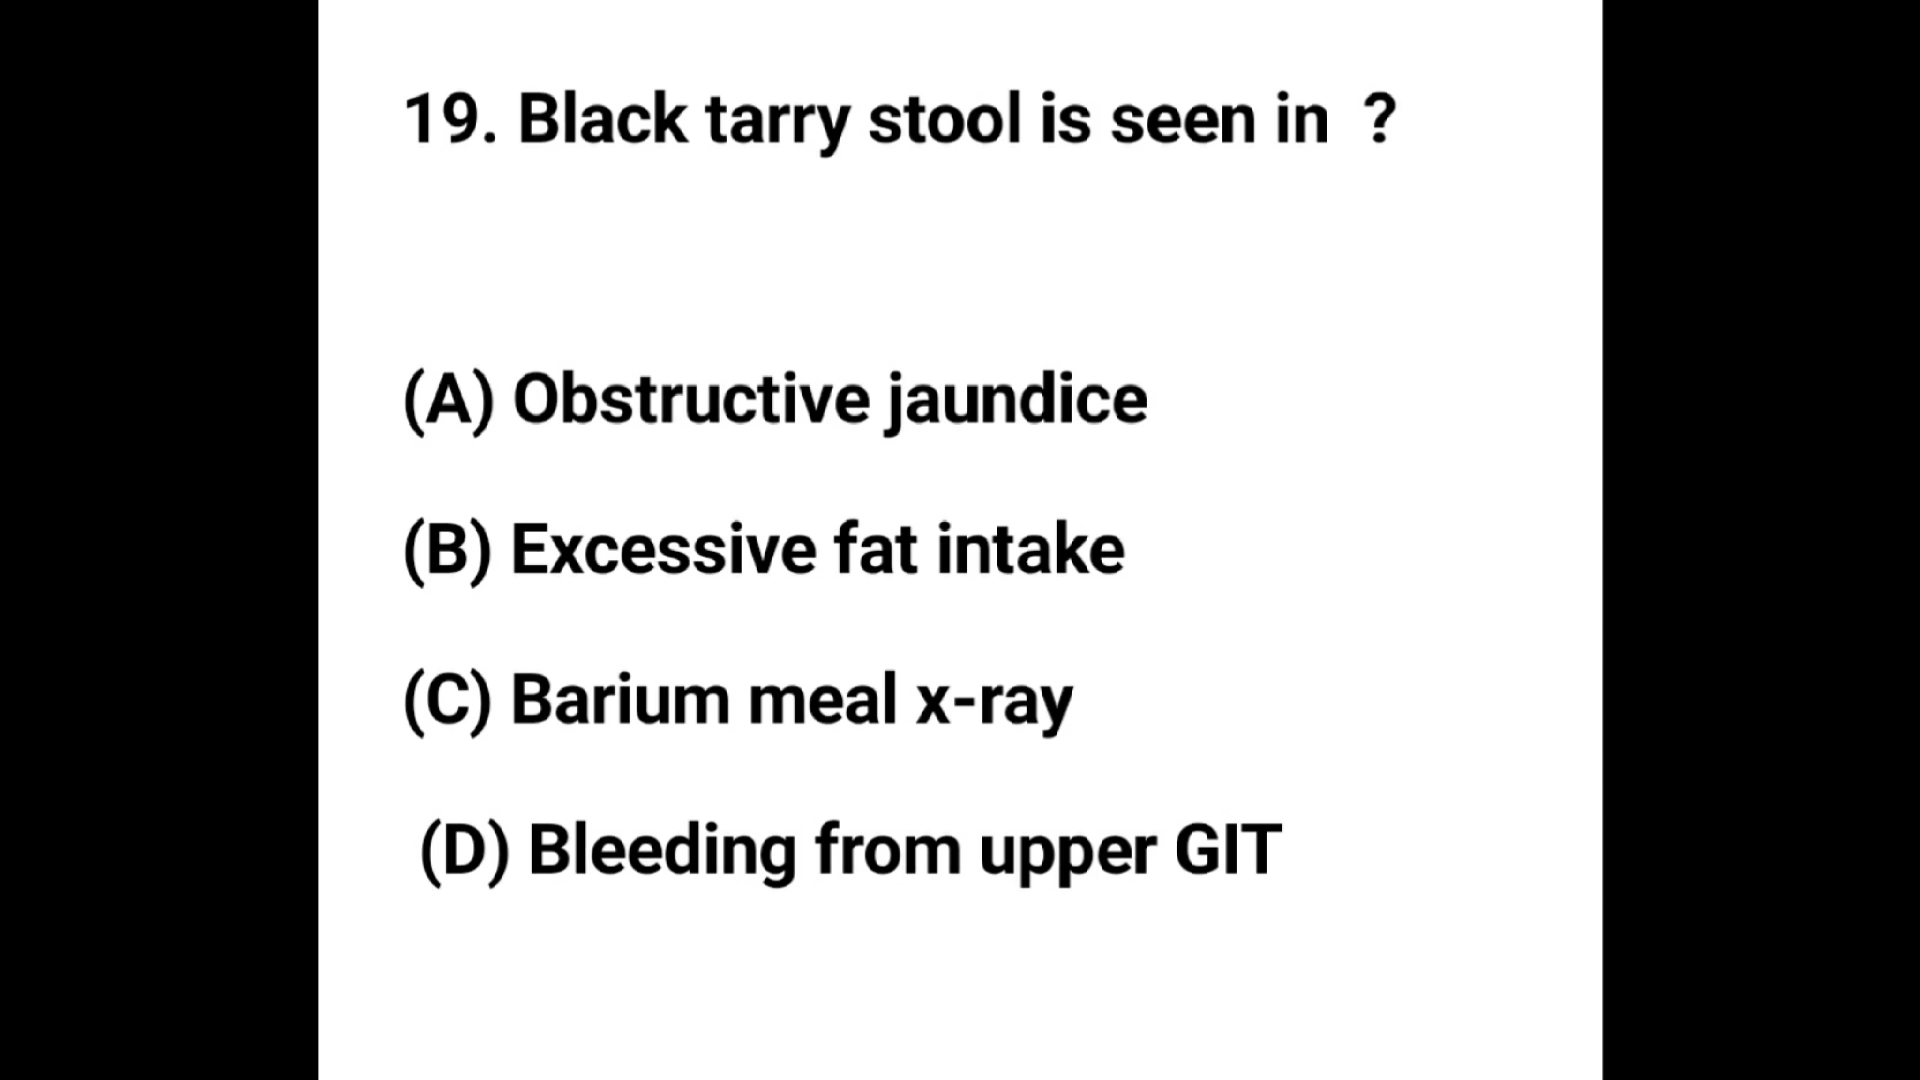 19. Black tarry stool is seen in ?
(A) Obstructive jaundice
(B) Excessive fat intake
(C) Barium meal x-ray
(D) Bleeding from upper GIT